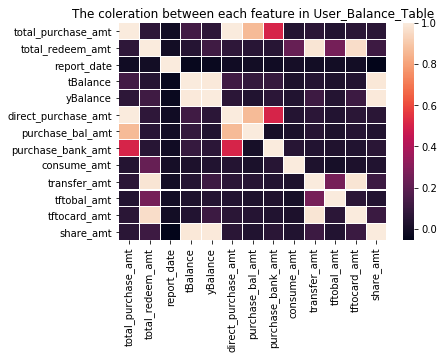 The coleration between each feature in User_Balance_Table
total_purchase_amt
total_redeem_amt
report_date
tBalance
yBalance
direct_purchase_amt
purchase_bal_amt
purchase_bank_amt
consume_amt
transfer_amt
tftobal_amt
tftocard_amt
share_amt
total_purchase_amt
total_redeem_amt
report_date
tBalance
yBalance
direct_purchase_amt
purchase_bal_amt
purchase_bank_amt
consume_amt
transfer_amt
tftobal_amt
tftocard_amt
share_amt
1.0
0.8
0.6
0.4
0.2
0.0